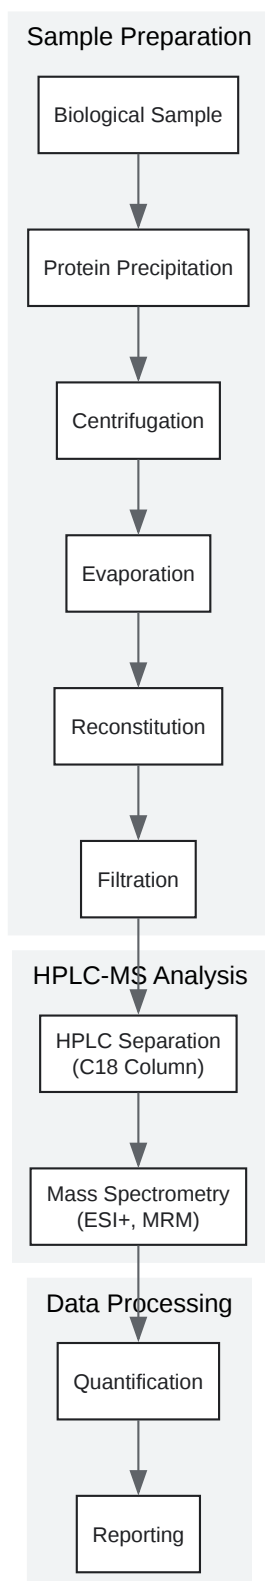 Sample Preparation
Biological Sample
Protein Precipitation
Centrifugation
Evaporation
Reconstitution
Filtration
HPLC-MS Analysis
HPLC Separation
(C18 Column)
Mass Spectrometry
(ESI+, MRM)
Data Processing
Quantification
Reporting